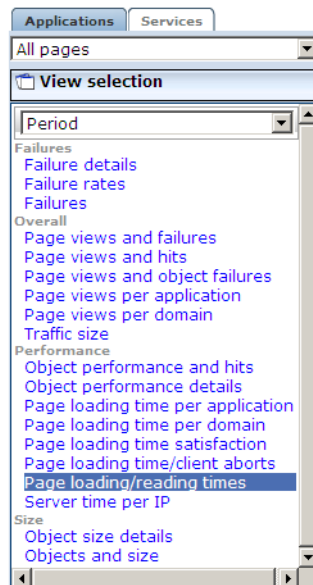 Applications Services
All pages
View selection
Period
Failures
Failure details
Failure rates
Failures
Overall
Page views and failures
Page views and hits
Page views and object failures
Page views per application
Page views per domain
Traffic size
Performance
Object performance and hits
Object performance details
Page loading time per application
Page loading time per domain
Page loading time satisfaction
Page loading time/client aborts
Page loading/reading times
Server time per IP
Size
Object size details
Objects and size